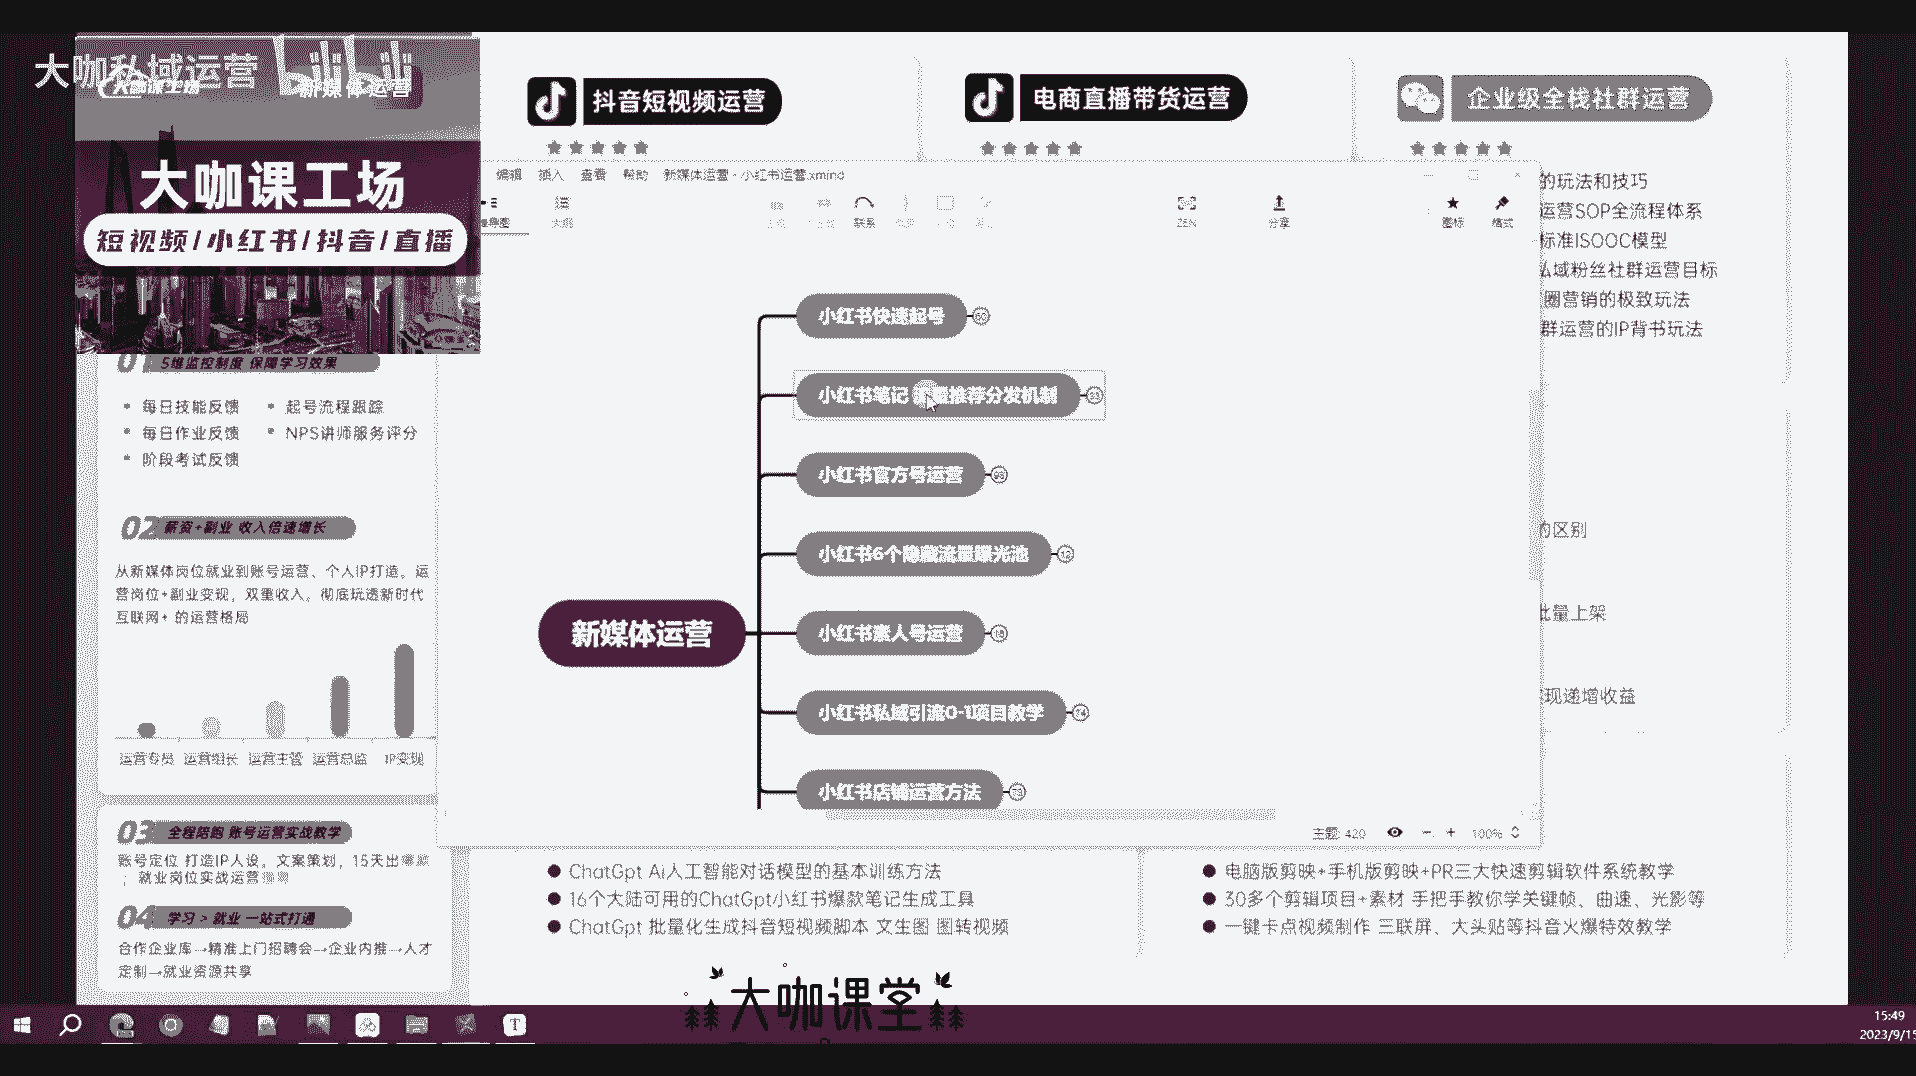 大咖私域运营
新媒体运营
大咖课工场
短视频/小红书/抖音/直播
抖音短视频运营
电商直播带货运营
企业级全栈社群运营
编辑 插入 查看 帮助 新媒体运营 - 小红书运营.xmind
大纲
联系
25%
分享
图标
格式
的玩法和技巧
运营SOP全流程体系
标准ISOOC模型
私域粉丝社群运营目标
圈营销的极致玩法
群运营的IP背书玩法
的区别
批量上架
现递增收益
新媒体运营
小红书快速起号
小红书笔记 推荐分发机制
小红书官方号运营
小红书6个隐藏流量曝光池 12
小红书素人号运营
小红书私域引流0-1项目教学
小红书店铺运营方法
主题: 420
100%
01 5维监控制度 保障学习效果
每日技能反馈 起号流程跟踪
每日作业反馈 NPS讲师服务评分
阶段考试反馈
02 薪资+副业 收入倍速增长
从新媒体岗位就业到账号运营、个人IP打造。运
营岗位+副业变现，双重收入。彻底玩透新时代
互联网+ 的运营格局
运营专员 运营组长 运营主管 运营总监 IP变现
03 全程陪跑 账号运营实战教学
账号定位 打造IP人设。文案策划，15天出
；就业岗位实战运营
04 学习 > 就业 一站式打通
合作企业库→精准上门招聘会→企业内推→人才
定制→就业资源共享
ChatGpt Ai人工智能对话模型的基本训练方法
16个大陆可用的ChatGpt小红书爆款笔记生成工具
ChatGpt 批量化生成抖音短视频脚本 文生图 图转视频
电脑版剪映+手机版剪映+PR三大快速剪辑软件系统教学
30多个剪辑项目+素材 手把手教你学关键帧、曲速、光影等
一键卡点视频制作 三联屏、大头贴等抖音火爆特效教学
大咖课堂
15:49
2023/9/15